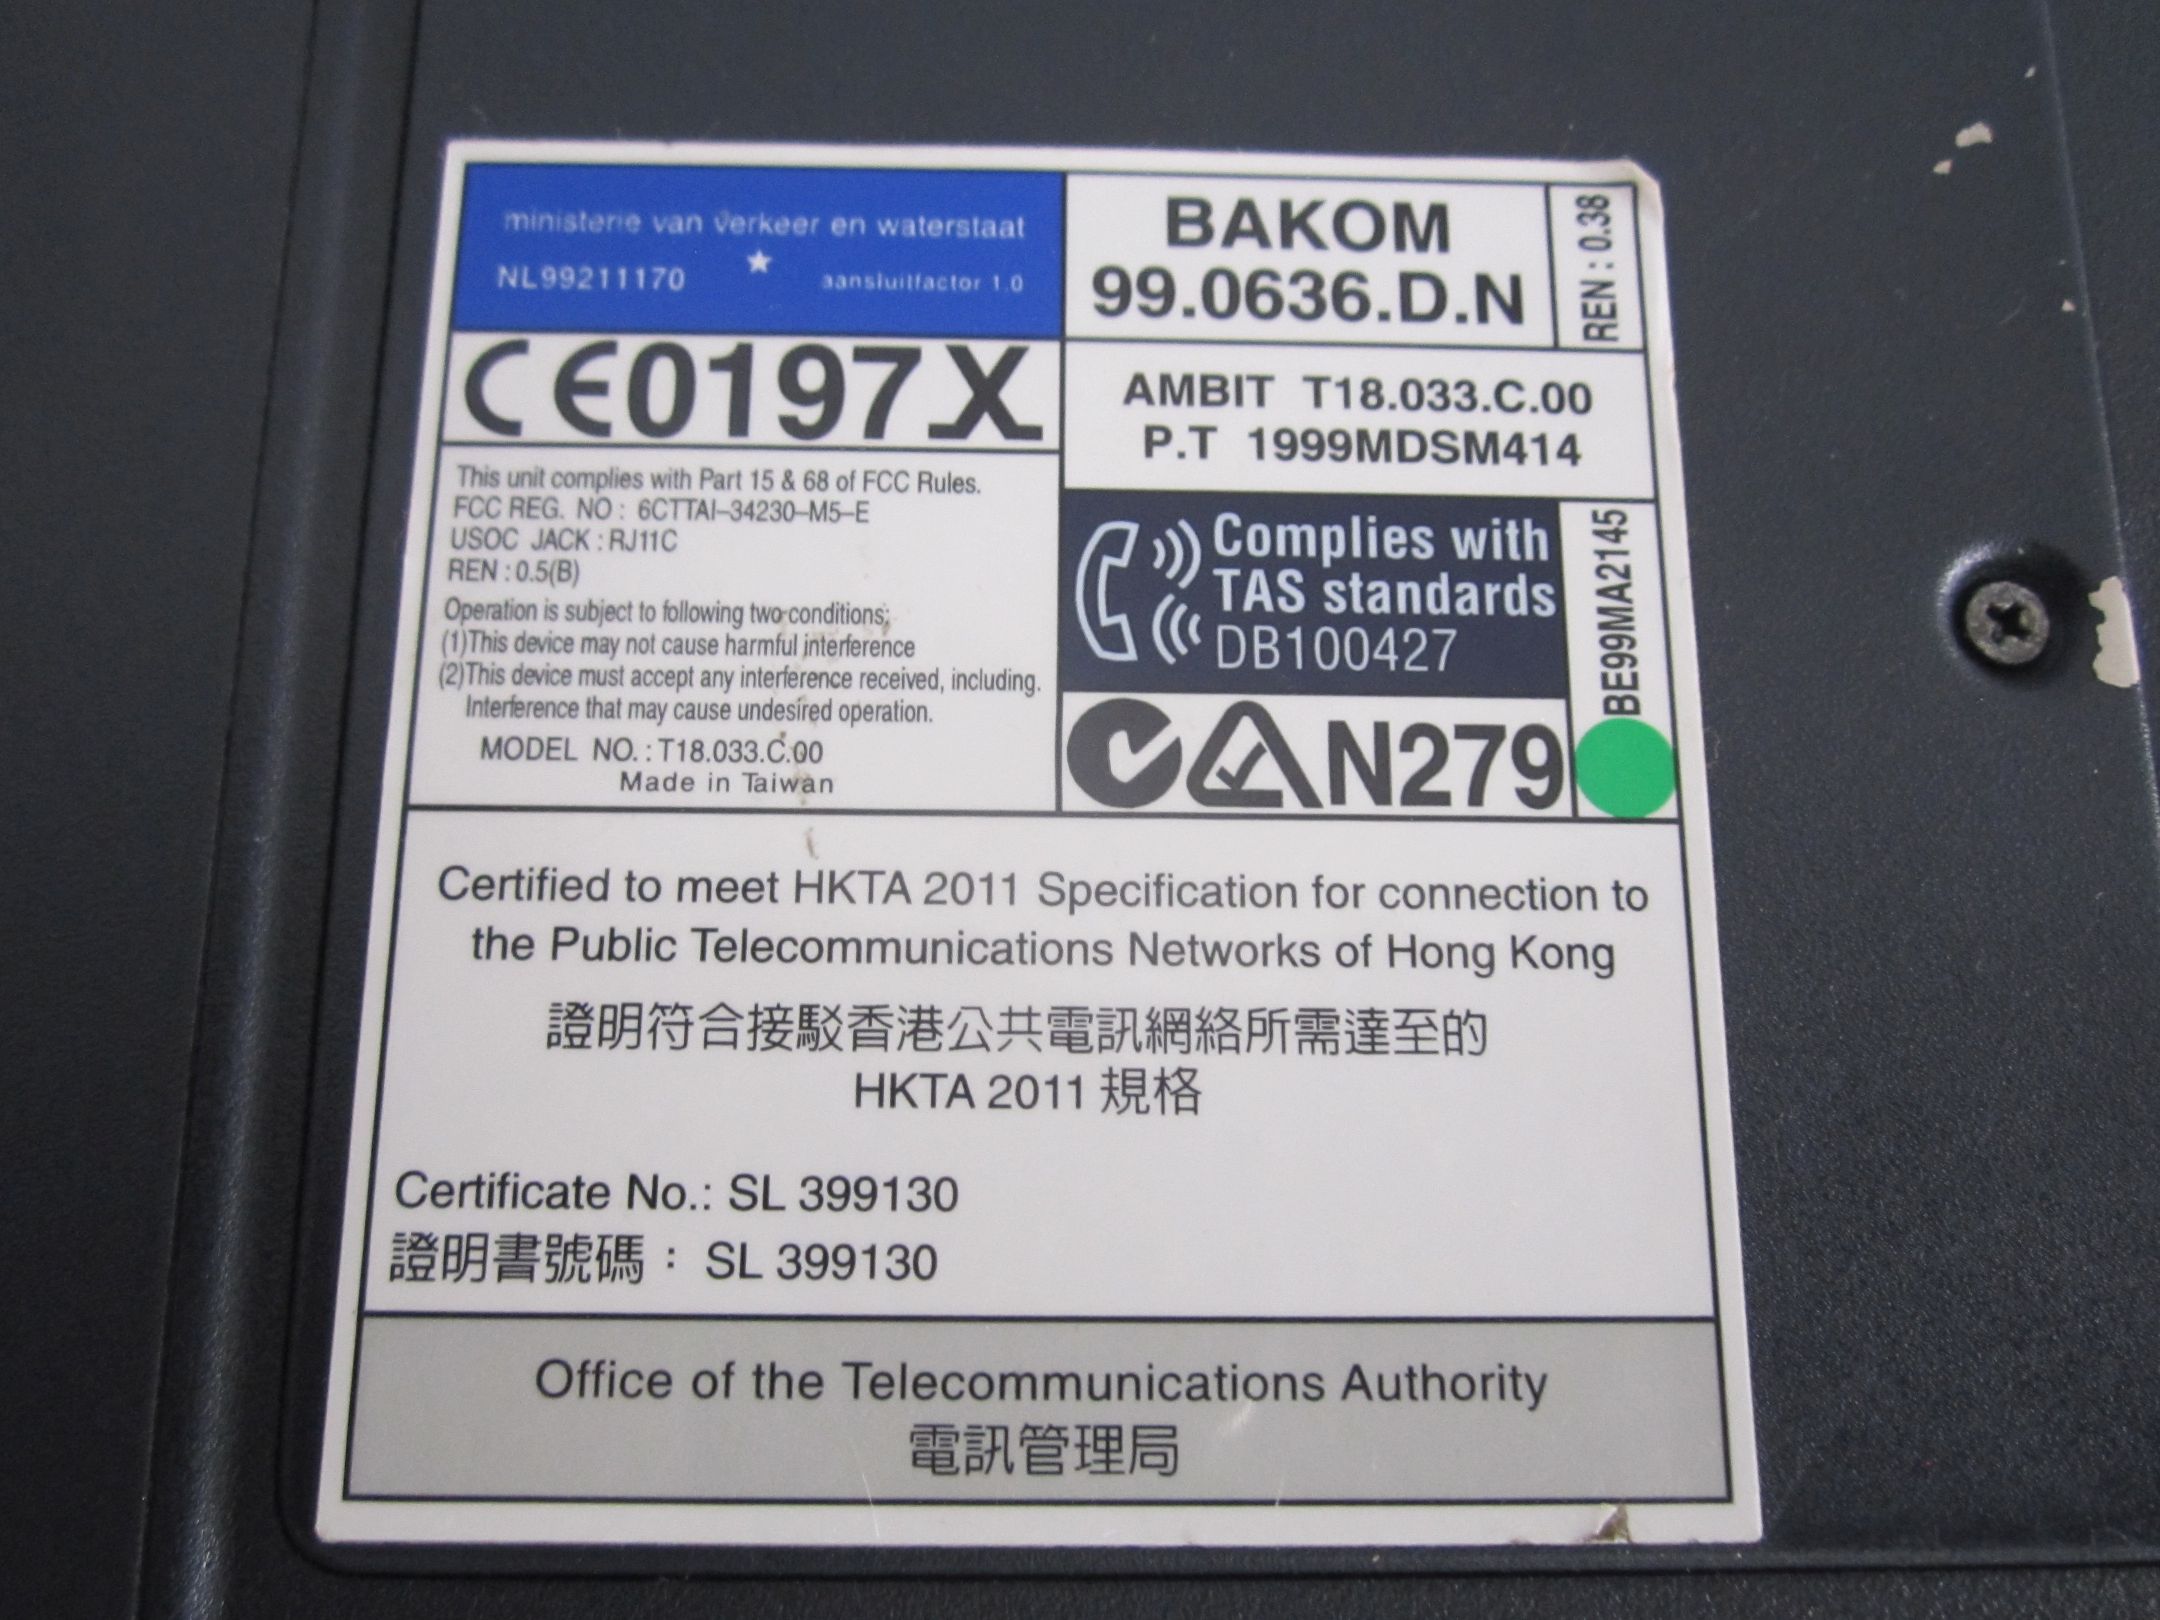 ministerie van verkeer en waterstaat
NL99211170 aansluitfactor 1.0
BAKOM
99.0636.D.N
REN : 0.38
CE0197X
AMBIT T18.033.C.00
P.T 1999MDSM414
This unit complies with Part 15 & 68 of FCC Rules.
FCC REG. NO : 6CTTAI-34230-M5-E
USOC JACK : RJ11C
REN : 0.5(B)
Operation is subject to following two conditions;
(1)This device may not cause harmful interference
(2)This device must accept any interference received, including.
Interference that may cause undesired operation.
MODEL NO. : T18.033.C.00
Made in Taiwan
Complies with
TAS standards
DB100427
BE99MA2145
N279
Certified to meet HKTA 2011 Specification for connection to
the Public Telecommunications Networks of Hong Kong
證明符合接駁香港公共電訊網絡所需達至的
HKTA 2011 規格
Certificate No.: SL 399130
證明書號碼： SL 399130
Office of the Telecommunications Authority
電訊管理局